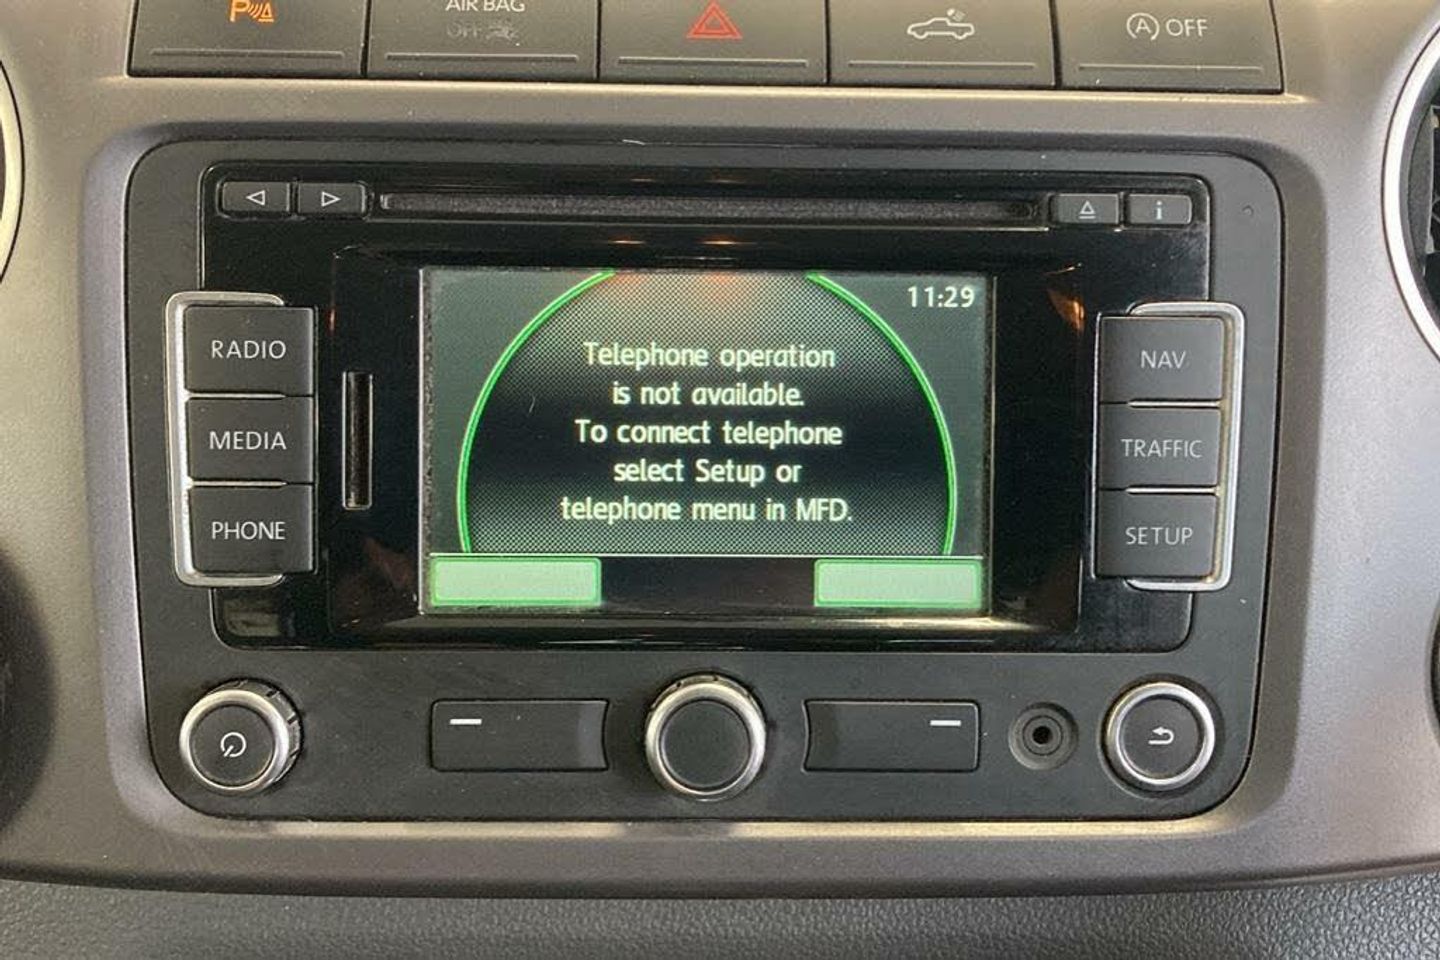 P
AIR BAG
OFF
A OFF
i
11:29
RADIO
MEDIA
PHONE
Telephone operation
is not available.
To connect telephone
select Setup or
telephone menu in MFD.
NAV
TRAFFIC
SETUP